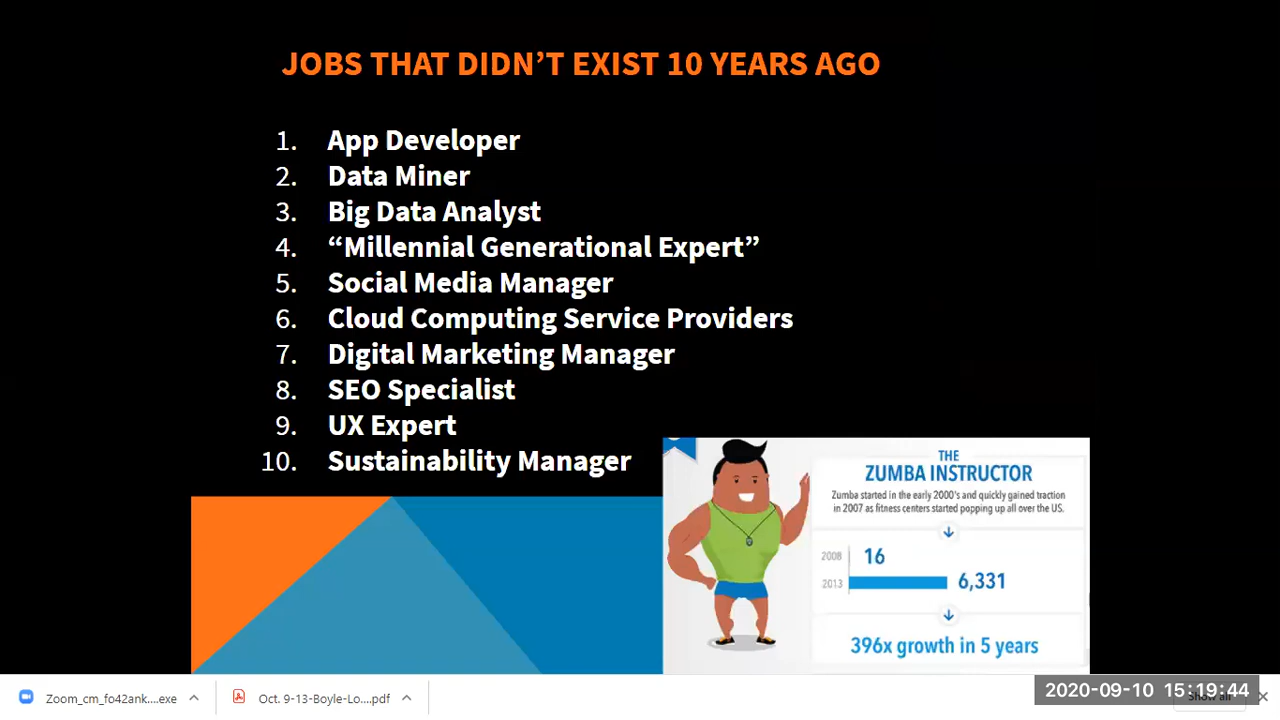 JOBS THAT DIDN’T EXIST 10 YEARS AGO
1. App Developer
2. Data Miner
3. Big Data Analyst
4. “Millennial Generational Expert”
5. Social Media Manager
6. Cloud Computing Service Providers
7. Digital Marketing Manager
8. SEO Specialist
9. UX Expert
10. Sustainability Manager
THE
ZUMBA INSTRUCTOR
Zumba started in the early 2000's and quickly gained traction
in 2007 as fitness centers started popping up all over the US.
2008 16
2013 6,331
396x growth in 5 years
Zoom_cm_fo42ank....exe
Oct. 9-13-Boyle-Lo....pdf
2020-09-10 15:19:44
Show all